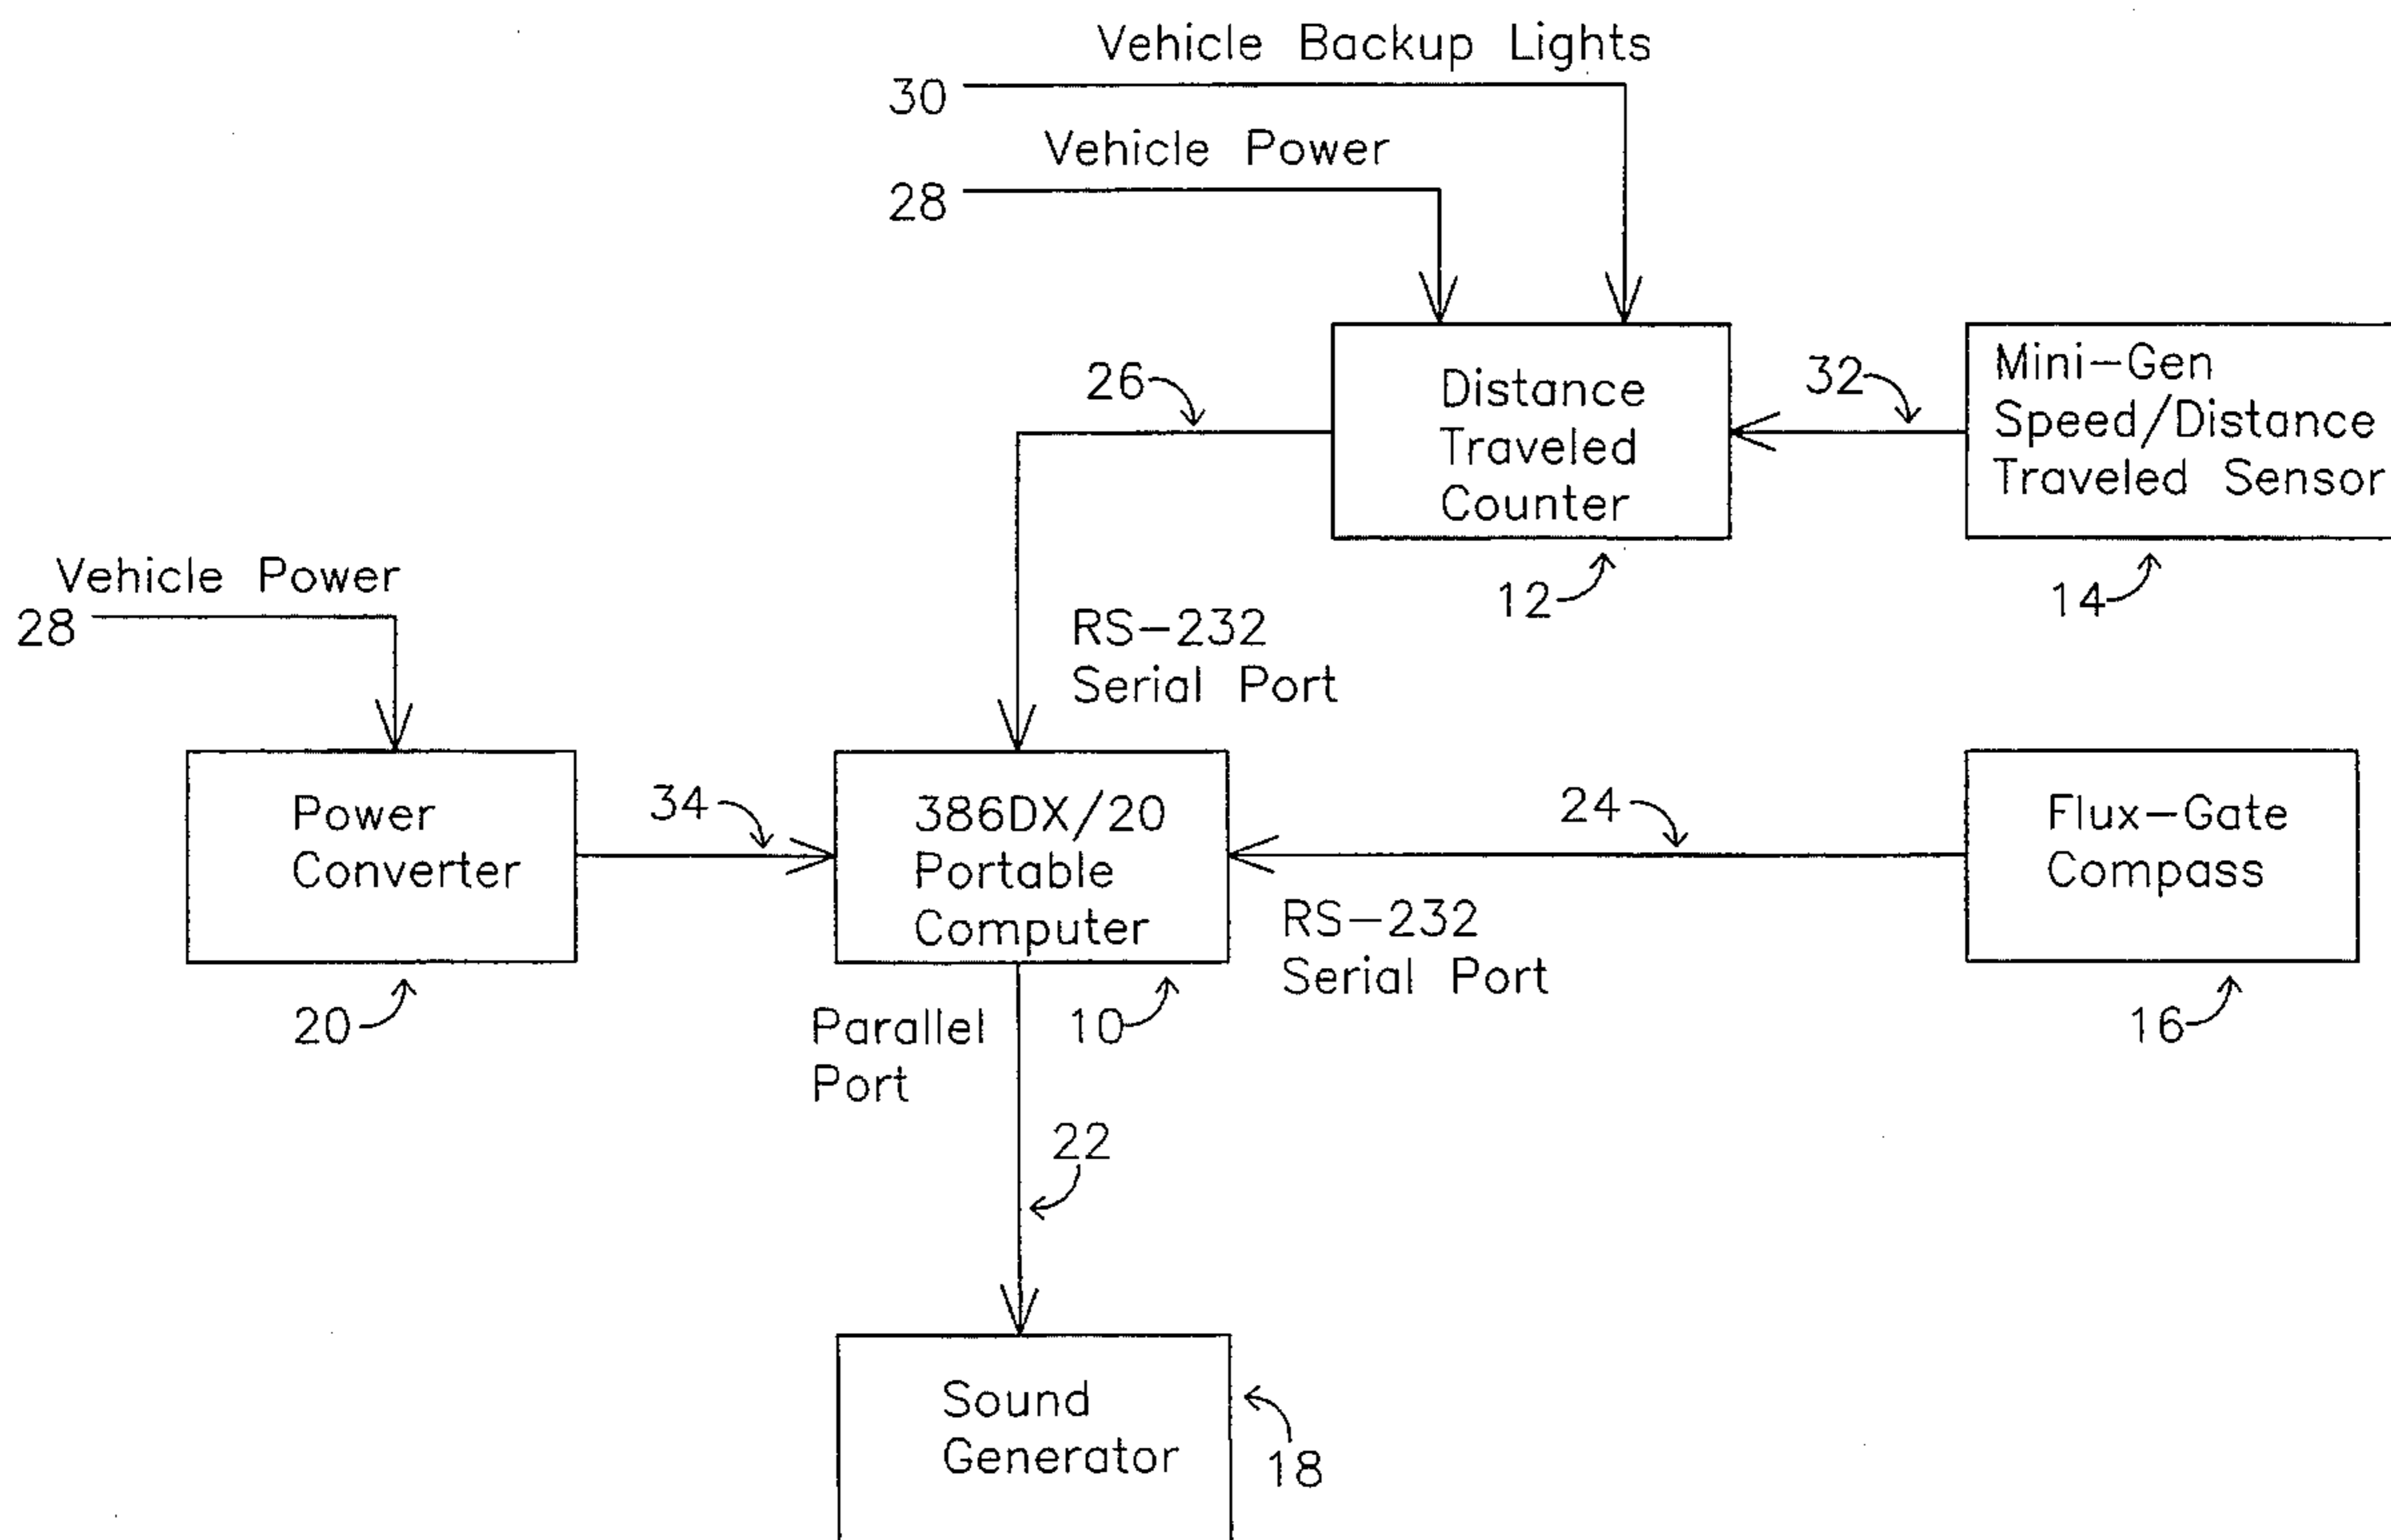 Vehicle Backup Lights
30
Vehicle Power
28
26
Distance
Traveled
Counter
32
Mini-Gen
Speed/Distance
Traveled Sensor
12
14
Vehicle Power
28
RS-232
Serial Port
Power
Converter
34
386DX/20
Portable
Computer
24
Flux-Gate
Compass
RS-232
Serial Port
20
Parallel
Port
10
16
22
Sound
Generator
18